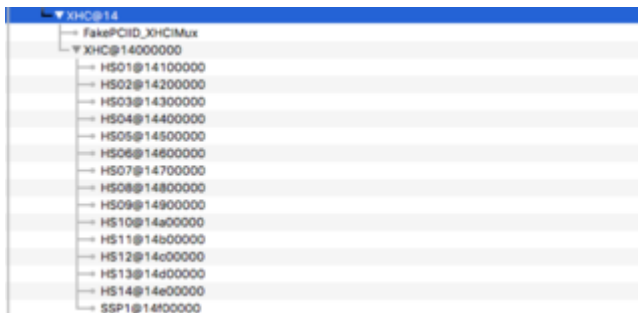 XHC@14
FakePCIID_XHCIMux
XHC@14000000
HS01@14100000
HS02@14200000
HS03@14300000
HS04@14400000
HS05@14500000
HS06@14600000
HS07@14700000
HS08@14800000
HS09@14900000
HS10@14a00000
HS11@14b00000
HS12@14c00000
HS13@14d00000
HS14@14e00000
SSP1@14f00000